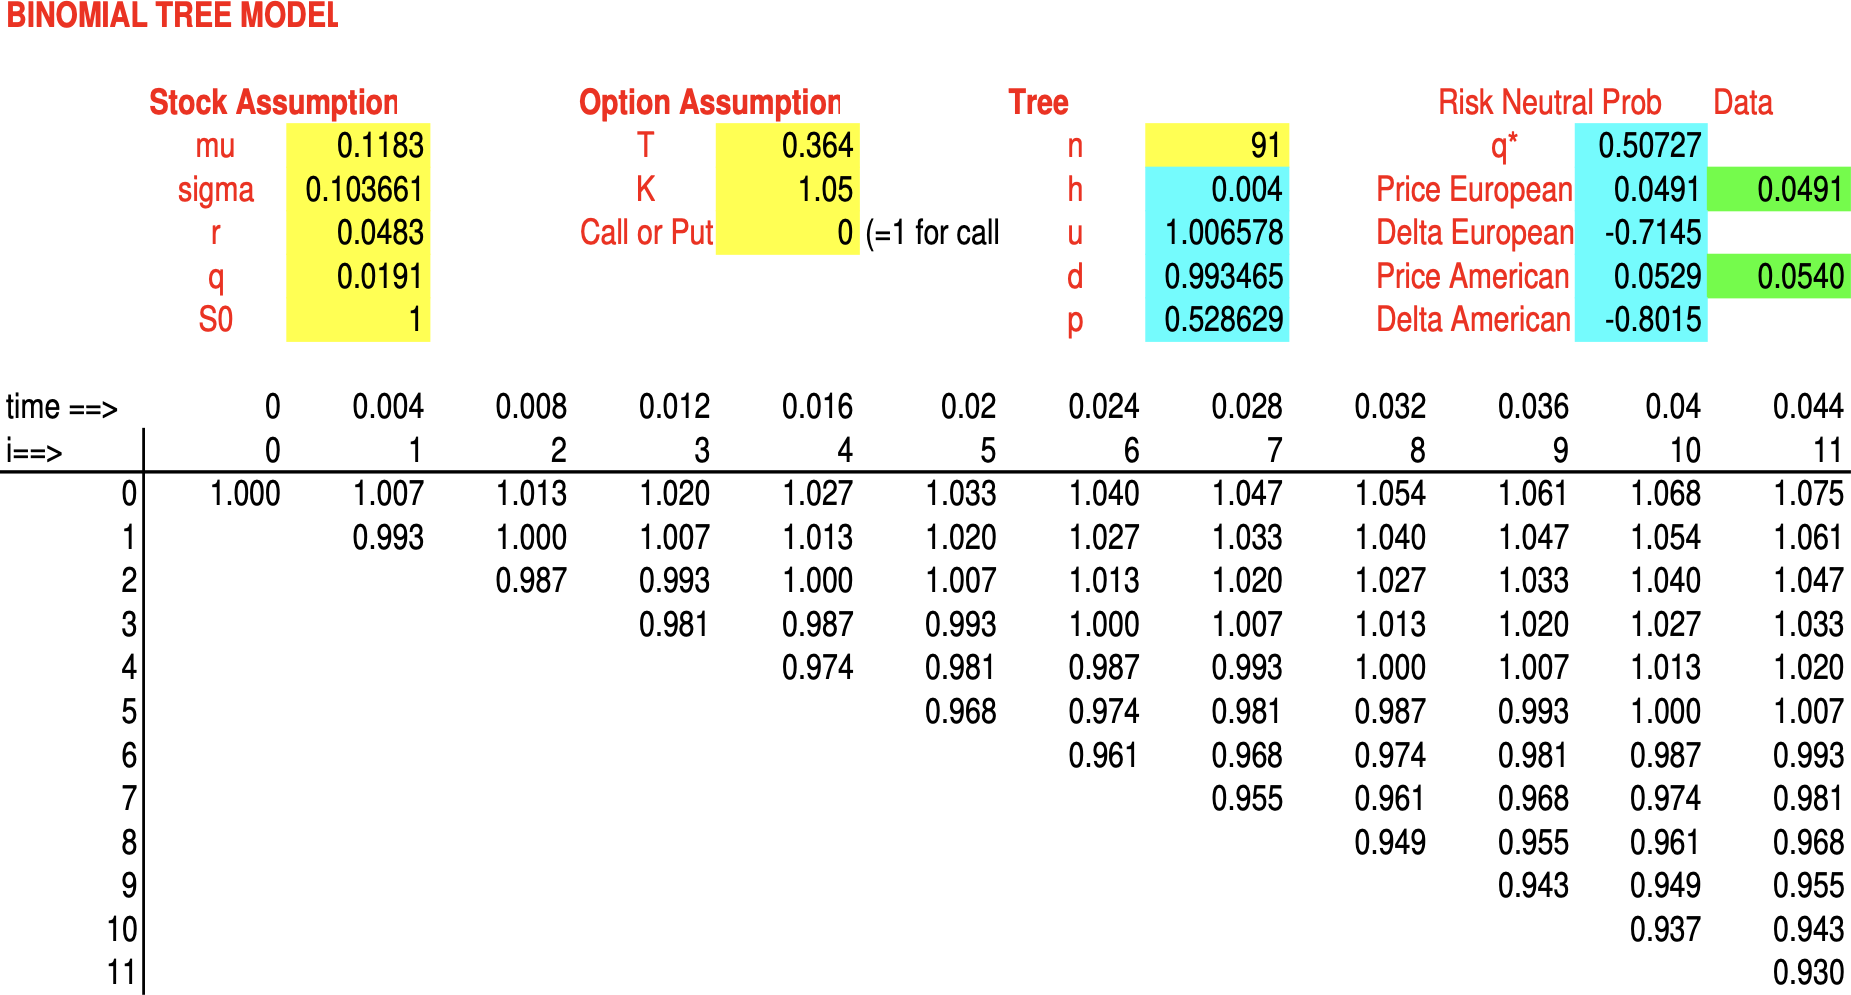 BINOMIAL TREE MODEL
Stock Assumption Option Assumption Tree Risk Neutral Prob Data
mu 0.1183 T 0.364 n 91 q* 0.50727
sigma 0.103661 K 1.05 h 0.004 Price European 0.0491 0.0491
r 0.0483 Call or Put 0 (=1 for call u 1.006578 Delta European -0.7145
q 0.0191 d 0.993465 Price American 0.0529 0.0540
S0 1 p 0.528629 Delta American -0.8015
time ==> 0 0.004 0.008 0.012 0.016 0.02 0.024 0.028 0.032 0.036 0.04 0.044
i==> 0 1 2 3 4 5 6 7 8 9 10 11
0 1.000 1.007 1.013 1.020 1.027 1.033 1.040 1.047 1.054 1.061 1.068 1.075
1 0.993 1.000 1.007 1.013 1.020 1.027 1.033 1.040 1.047 1.054 1.061
2 0.987 0.993 1.000 1.007 1.013 1.020 1.027 1.033 1.040 1.047
3 0.981 0.987 0.993 1.000 1.007 1.013 1.020 1.027 1.033
4 0.974 0.981 0.987 0.993 1.000 1.007 1.013 1.020
5 0.968 0.974 0.981 0.987 0.993 1.000 1.007
6 0.961 0.968 0.974 0.981 0.987 0.993
7 0.955 0.961 0.968 0.974 0.981
8 0.949 0.955 0.961 0.968
9 0.943 0.949 0.955
10 0.937 0.943
11 0.930